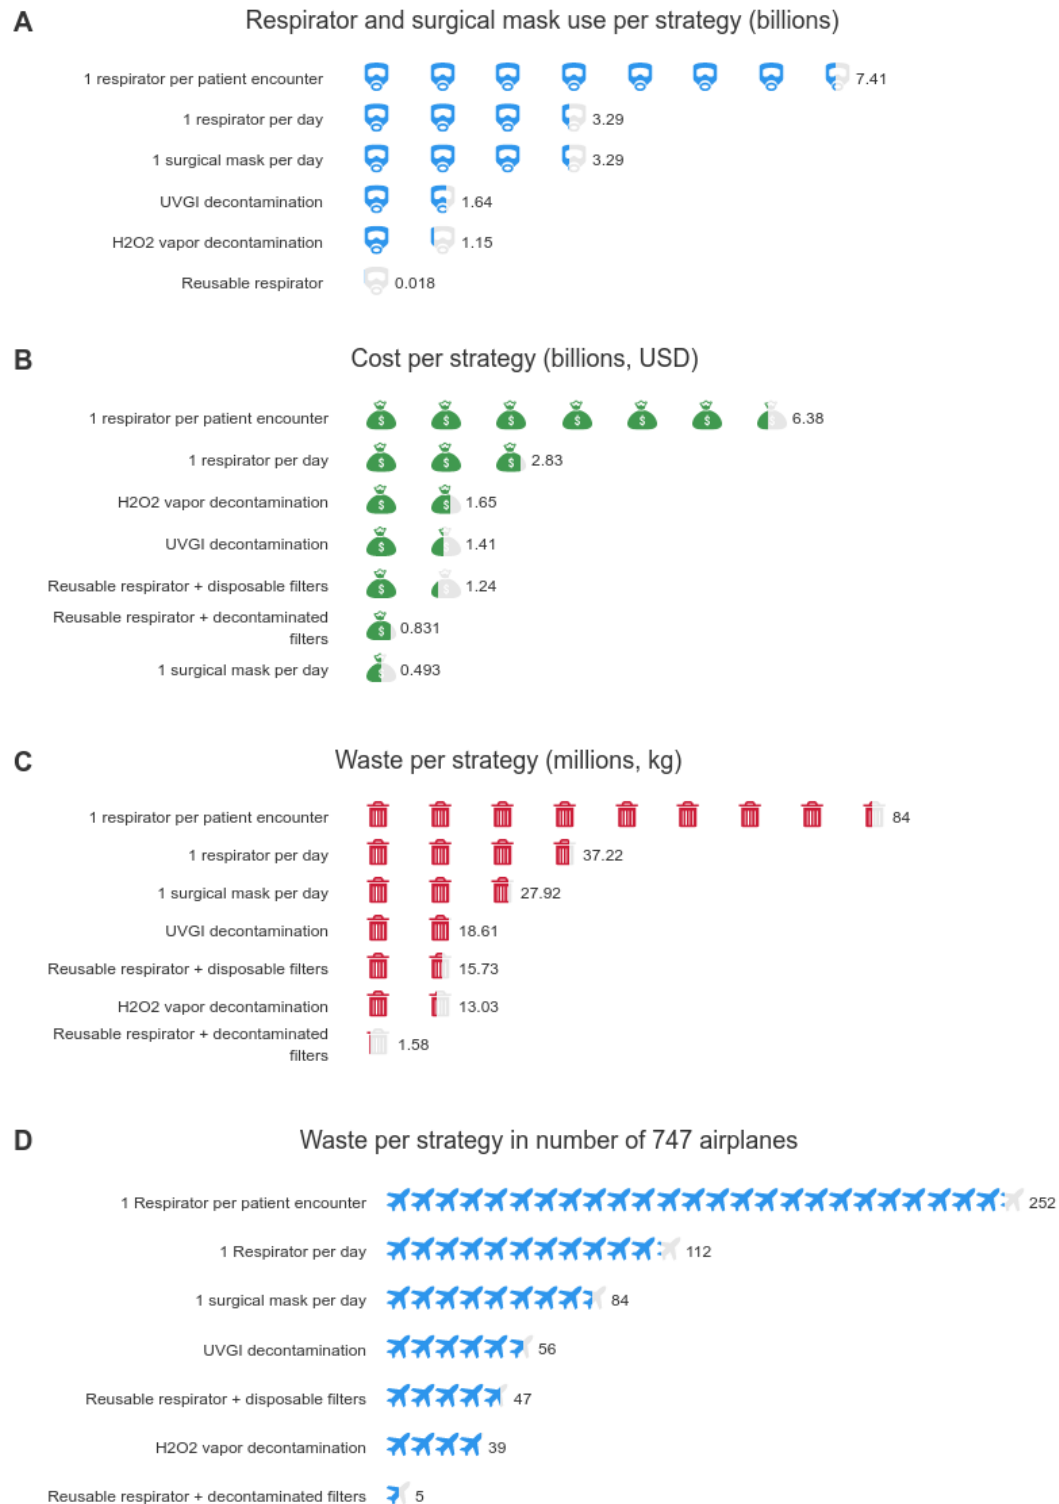 A
Respirator and surgical mask use per strategy (billions)
1 respirator per patient encounter 7.41
1 respirator per day 3.29
1 surgical mask per day 3.29
UVGI decontamination 1.64
H2O2 vapor decontamination 1.15
Reusable respirator 0.018
B
Cost per strategy (billions, USD)
1 respirator per patient encounter $ $ $ $ $ $ $ 6.38
1 respirator per day $ $ $ 2.83
H2O2 vapor decontamination $ $ 1.65
UVGI decontamination $ $ 1.41
Reusable respirator + disposable filters $ $ 1.24
Reusable respirator + decontaminated
filters $ 0.831
1 surgical mask per day $ 0.493
C
Waste per strategy (millions, kg)
1 respirator per patient encounter 84
1 respirator per day 37.22
1 surgical mask per day 27.92
UVGI decontamination 18.61
Reusable respirator + disposable filters 15.73
H2O2 vapor decontamination 13.03
Reusable respirator + decontaminated
filters 1.58
D
Waste per strategy in number of 747 airplanes
1 Respirator per patient encounter 252
1 Respirator per day 112
1 surgical mask per day 84
UVGI decontamination 56
Reusable respirator + disposable filters 47
H2O2 vapor decontamination 39
Reusable respirator + decontaminated filters 5